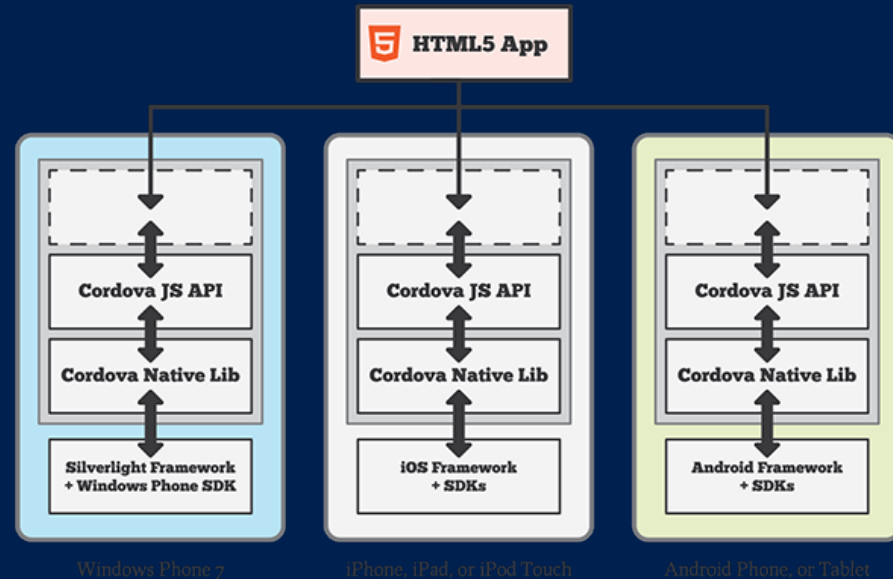 HTML5 App
Cordova JS API
Cordova Native Lib
Silverlight Framework
+ Windows Phone SDK
Windows Phone 7
Cordova JS API
Cordova Native Lib
iOS Framework
+ SDKs
iPhone, iPad, or iPod Touch
Cordova JS API
Cordova Native Lib
Android Framework
+ SDKs
Android Phone, or Tablet